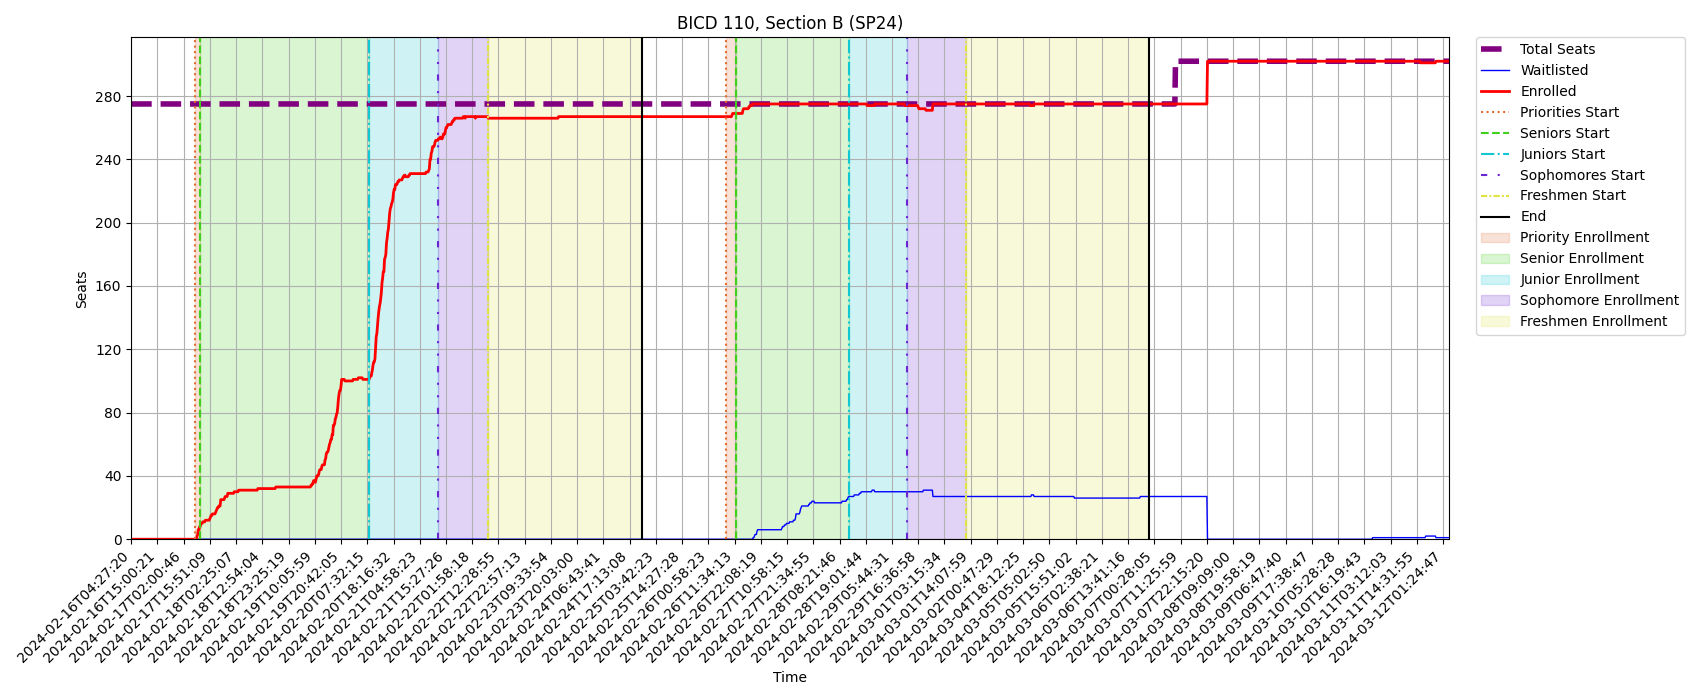 BICD 110, Section B (SP24)
Seats
280
240
200
160
120
80
40
0
2024-02-16T04:27:20
2024-02-16T15:00:21
2024-02-17T02:00:46
2024-02-17T15:51:09
2024-02-18T02:25:07
2024-02-18T12:54:04
2024-02-18T23:25:19
2024-02-19T10:05:59
2024-02-19T20:42:05
2024-02-20T07:32:15
2024-02-20T18:16:32
2024-02-21T04:58:23
2024-02-21T15:27:26
2024-02-22T01:58:18
2024-02-22T12:28:55
2024-02-22T22:57:13
2024-02-23T09:33:54
2024-02-23T20:03:00
2024-02-24T06:43:41
2024-02-24T17:13:08
2024-02-25T03:42:23
2024-02-25T14:27:28
2024-02-26T00:58:23
2024-02-26T11:34:13
2024-02-26T22:08:19
2024-02-27T10:58:15
2024-02-27T21:34:55
2024-02-28T08:21:46
2024-02-28T19:01:44
2024-02-29T05:44:31
2024-02-29T16:36:58
2024-03-01T03:15:34
2024-03-01T14:07:59
2024-03-02T00:47:29
2024-03-04T18:12:25
2024-03-05T05:02:50
2024-03-05T15:51:02
2024-03-06T02:38:21
2024-03-06T13:41:16
2024-03-07T00:28:05
2024-03-07T11:25:59
2024-03-07T22:15:20
2024-03-08T09:09:00
2024-03-08T19:58:19
2024-03-09T06:47:40
2024-03-09T17:38:47
2024-03-10T05:28:28
2024-03-10T16:19:43
2024-03-11T03:12:03
2024-03-11T14:31:55
2024-03-12T01:24:47
Time
Total Seats
Waitlisted
Enrolled
Priorities Start
Seniors Start
Juniors Start
Sophomores Start
Freshmen Start
End
Priority Enrollment
Senior Enrollment
Junior Enrollment
Sophomore Enrollment
Freshmen Enrollment